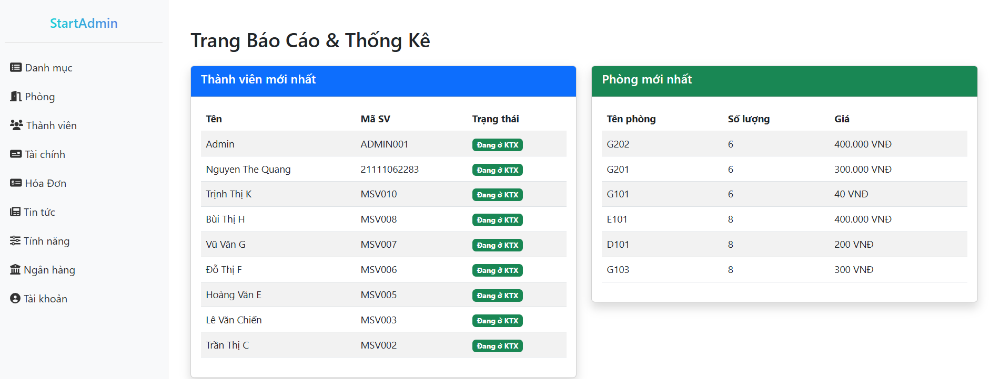 StartAdmin
Danh mục
Phòng
Thành viên
Tài chính
Hóa Đơn
Tin tức
Tính năng
Ngân hàng
Tài khoản
Trang Báo Cáo & Thống Kê
Thành viên mới nhất
Tên Mã SV Trạng thái
Admin ADMIN001 Đang ở KTX
Nguyen The Quang 21111062283 Đang ở KTX
Trịnh Thị K MSV010 Đang ở KTX
Bùi Thị H MSV008 Đang ở KTX
Vũ Văn G MSV007 Đang ở KTX
Đỗ Thị F MSV006 Đang ở KTX
Hoàng Văn E MSV005 Đang ở KTX
Lê Văn Chiến MSV003 Đang ở KTX
Trần Thị C MSV002 Đang ở KTX
Phòng mới nhất
Tên phòng Số lượng Giá
G202 6 400.000 VNĐ
G201 6 300.000 VNĐ
G101 6 40 VNĐ
E101 8 400.000 VNĐ
D101 8 200 VNĐ
G103 8 300 VNĐ